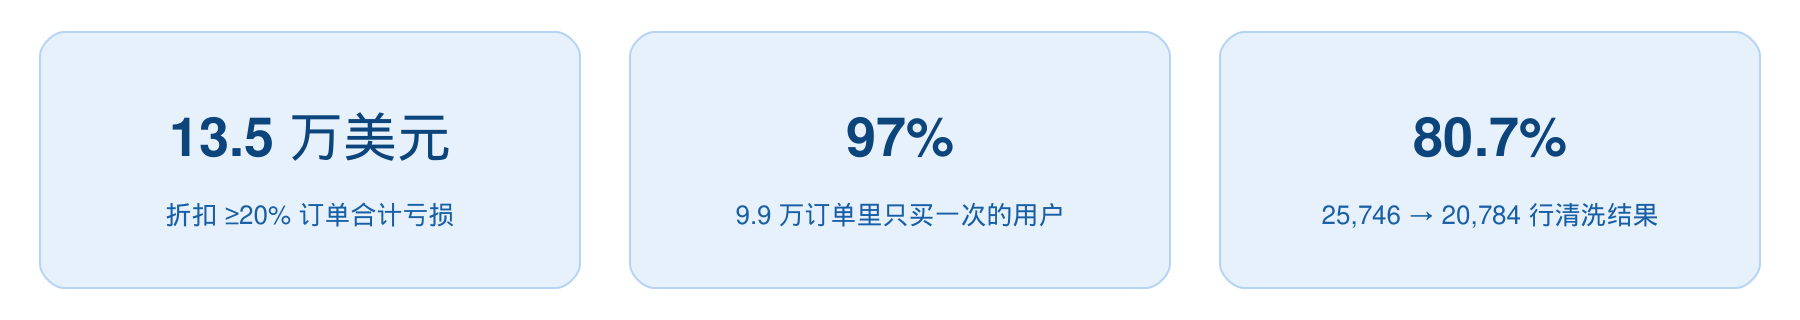 13.5 万美元
折扣 ≥20% 订单合计亏损
97%
9.9 万订单里只买一次的用户
80.7%
25,746 → 20,784 行清洗结果